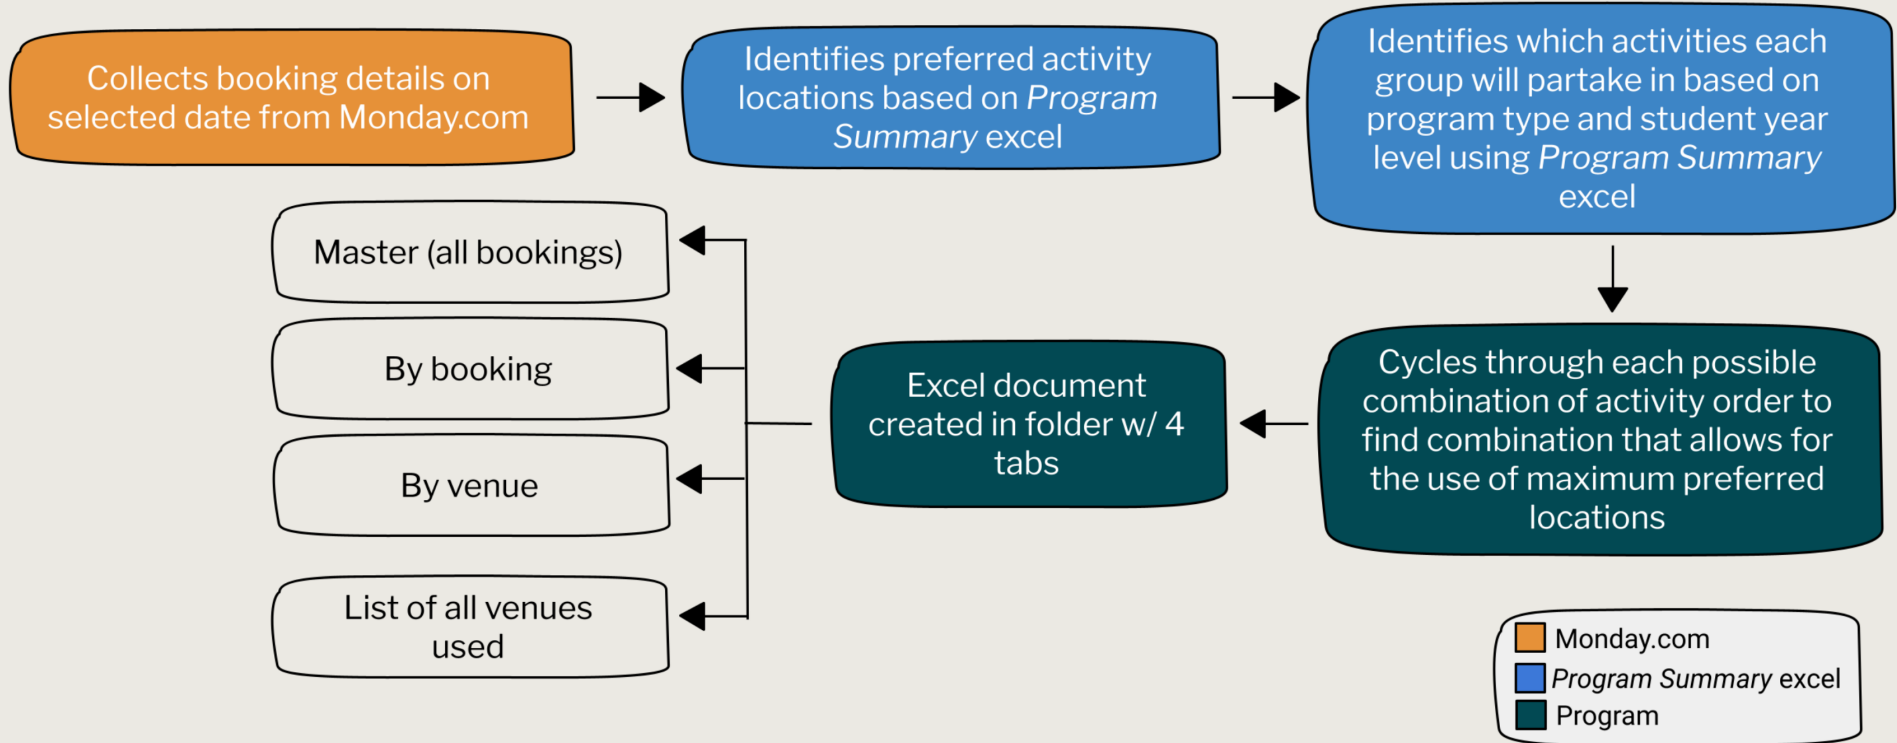 Collects booking details on
selected date from Monday.com
Identifies preferred activity
locations based on Program
Summary excel
Identifies which activities each
group will partake in based on
program type and student year
level using Program Summary
excel
Cycles through each possible
combination of activity order to
find combination that allows for
the use of maximum preferred
locations
Excel document
created in folder w/ 4
tabs
Master (all bookings)
By booking
By venue
List of all venues
used
Monday.com
Program Summary excel
Program